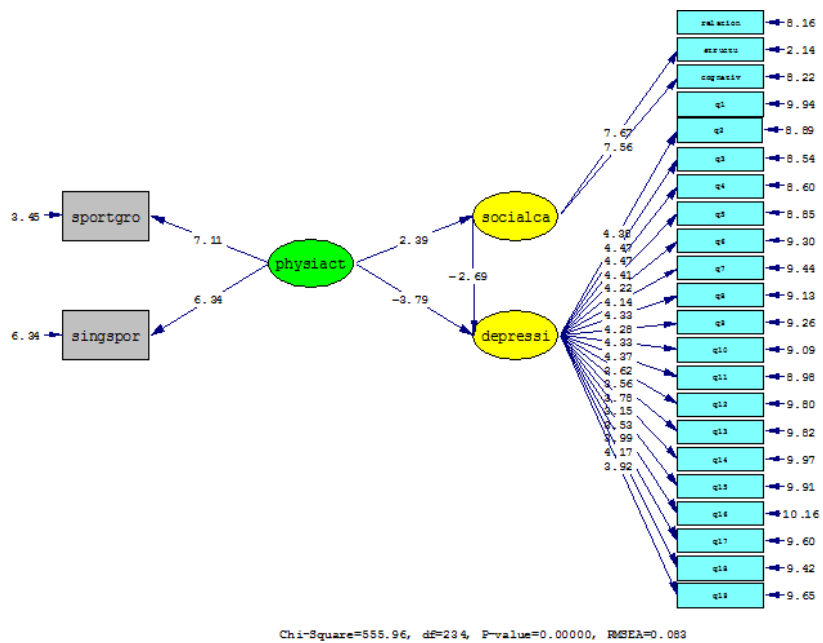 3.45
sportgro
6.34
singspor
7.11
6.34
physiact
2.39
-3.79
socialca
-2.69
depressi
7.67
7.56
4.38
4.47
4.47
4.41
4.22
4.14
4.33
4.28
4.33
4.37
3.62
3.56
3.78
3.15
3.53
3.99
4.17
3.92
relation 8.16
structu 2.14
cognativ 8.22
q1 9.94
q2 8.89
q3 8.54
q4 8.60
q5 8.85
q6 9.30
q7 9.44
q8 9.13
q9 9.26
q10 9.09
q11 8.98
q12 9.80
q13 9.82
q14 9.97
q15 9.91
q16 10.16
q17 9.60
q18 9.42
q19 9.65
Chi-Square=555.96, df=234, P-value=0.00000, RMSEA=0.083